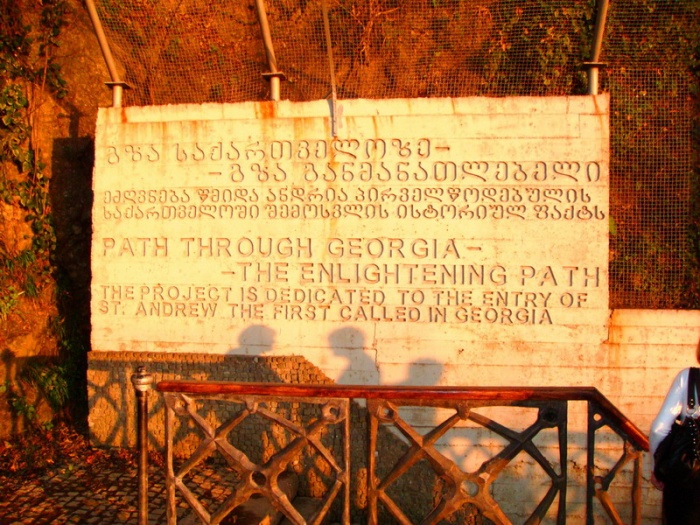 გზა საქართველოზე–
–გზა განმანათლებელი
ეძღვნება წმიდა ანდრია პირველწოდებულის
საქართველოში შემოსვლის ისტორიულ ფაქტს
PATH THROUGH GEORGIA–
–THE ENLIGHTENING PATH
THE PROJECT IS DEDICATED TO THE ENTRY OF
ST. ANDREW THE FIRST CALLED IN GEORGIA